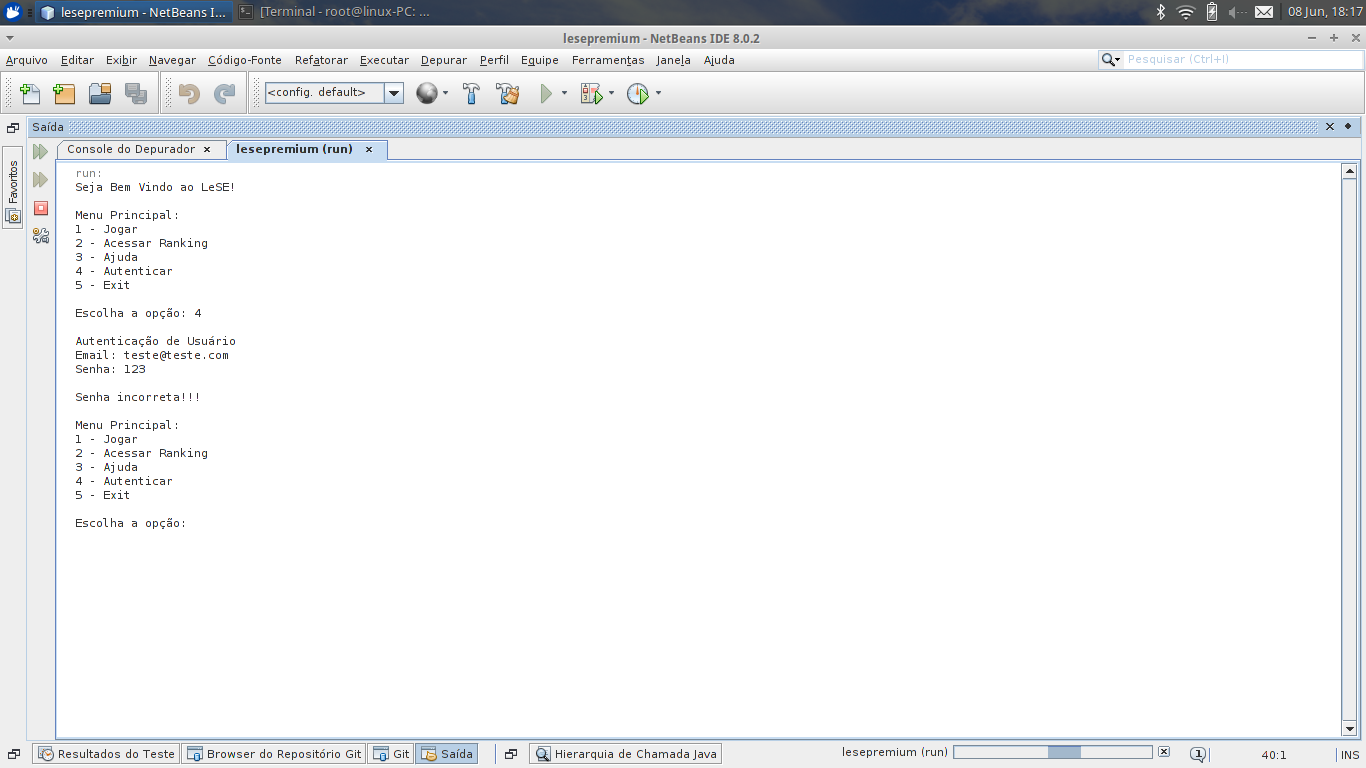 lesepremium - NetBeans I...
[Terminal - root@linux-PC: ...
08 Jun, 18:17
lesepremium - NetBeans IDE 8.0.2
Arquivo Editar Exibir Navegar Código-Fonte Refatorar Executar Depurar Perfil Equipe Ferramentas Janela Ajuda
Pesquisar (Ctrl+I)
<config. default>
Saída
Favoritos
Console do Depurador
lesepremium (run)
run:
Seja Bem Vindo ao LeSE!
Menu Principal:
1 - Jogar
2 - Acessar Ranking
3 - Ajuda
4 - Autenticar
5 - Exit
Escolha a opção: 4
Autenticação de Usuário
Email: teste@teste.com
Senha: 123
Senha incorreta!!!
Menu Principal:
1 - Jogar
2 - Acessar Ranking
3 - Ajuda
4 - Autenticar
5 - Exit
Escolha a opção:
Resultados do Teste
Browser do Repositório Git
Git
Saída
Hierarquia de Chamada Java
lesepremium (run)
1
40:1
INS